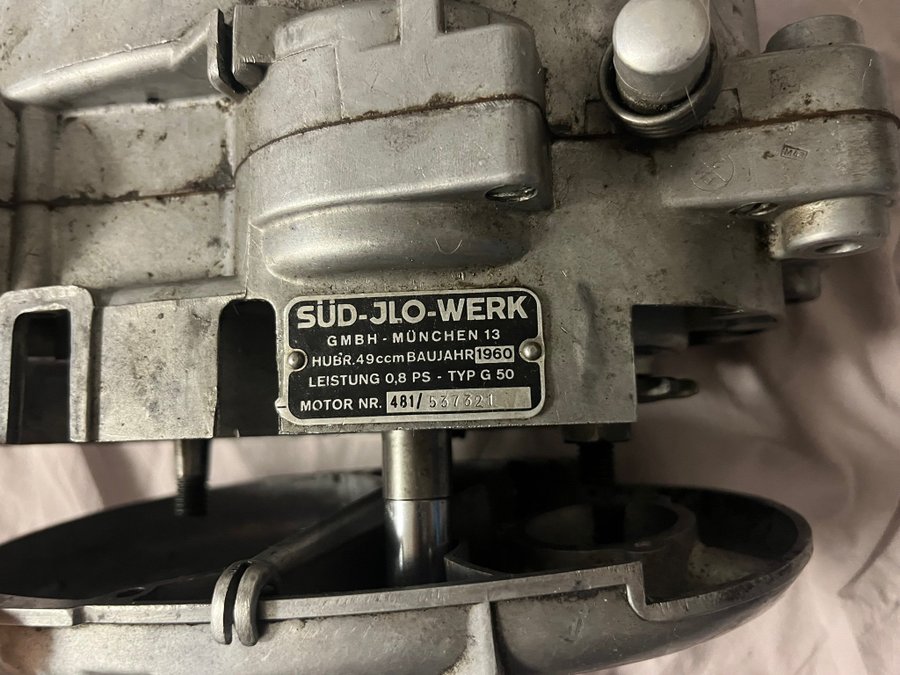 SÜD-JLO-WERK
GMBH - MÜNCHEN 13
HUBR. 49ccm BAUJAHR 1960
LEISTUNG 0,8 PS - TYP G 50
MOTOR NR. 481/ 537321